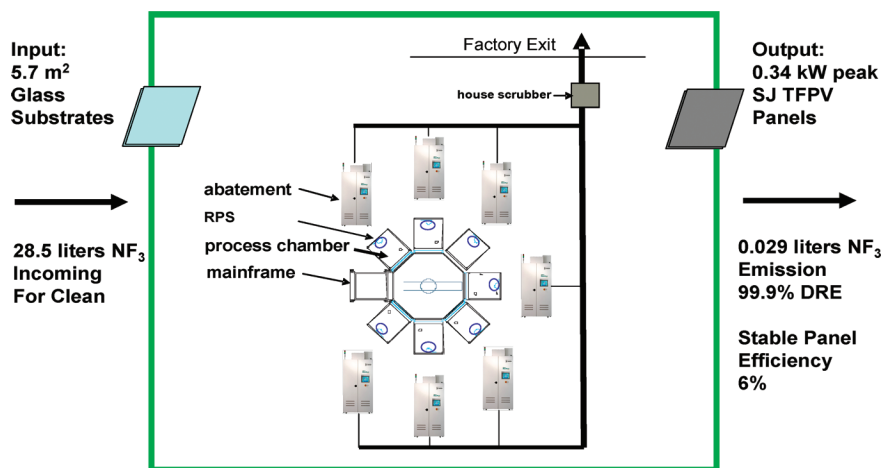 Input:
5.7 m²
Glass
Substrates
28.5 liters NF₃
Incoming
For Clean
Factory Exit
house scrubber
abatement
RPS
process chamber
mainframe
Output:
0.34 kW peak
SJ TFPV
Panels
0.029 liters NF₃
Emission
99.9% DRE
Stable Panel
Efficiency
6%